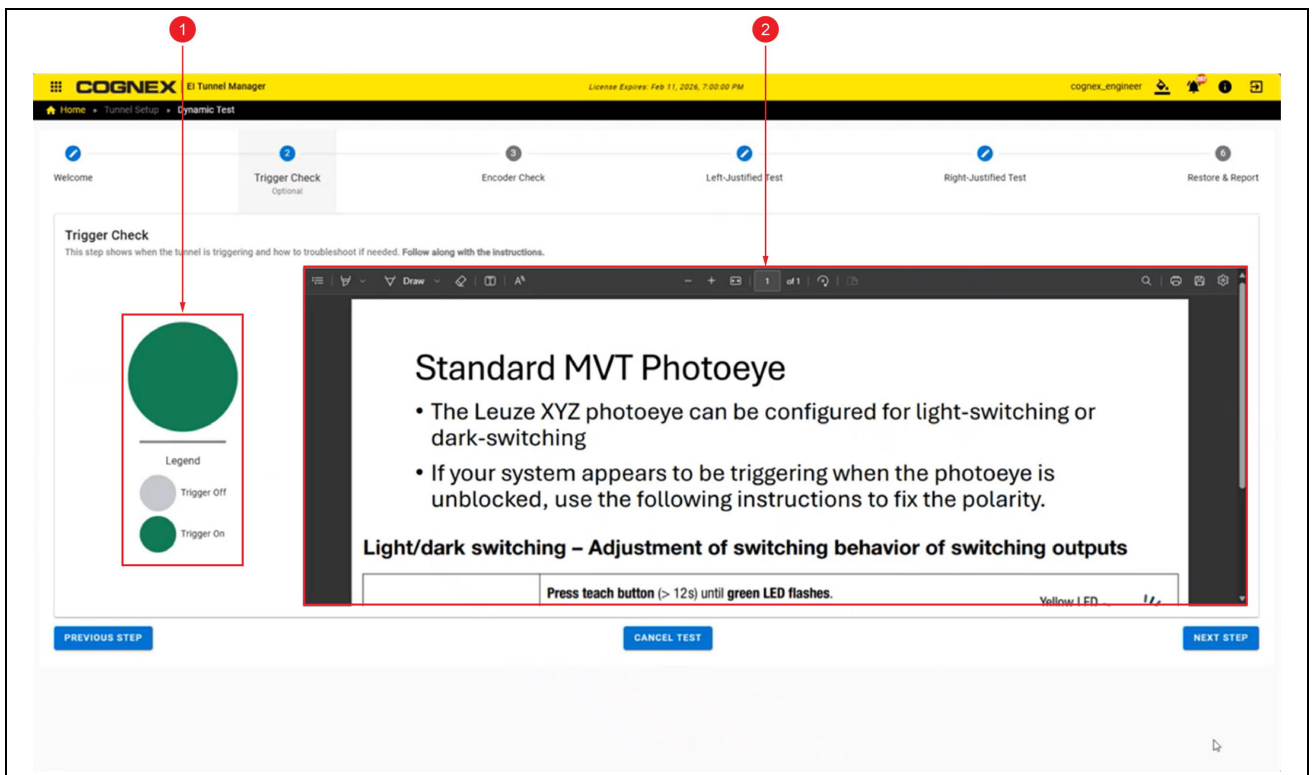 1
2
COGNEX EI Tunnel Manager
License Expires: Feb 11, 2026, 7:00:00 PM
cognex_engineer
Home ▸ Tunnel Setup ▸ Dynamic Test
2
3
6
Welcome
Trigger Check
Optional
Encoder Check
Left-Justified Test
Right-Justified Test
Restore & Report
Trigger Check
This step shows when the tunnel is triggering and how to troubleshoot if needed. Follow along with the instructions.
Draw
1 of 1
Legend
Trigger Off
Trigger On
Standard MVT Photoeye
• The Leuze XYZ photoeye can be configured for light-switching or
dark-switching
• If your system appears to be triggering when the photoeye is
unblocked, use the following instructions to fix the polarity.
Light/dark switching – Adjustment of switching behavior of switching outputs
Press teach button (> 12s) until green LED flashes.
Yellow LED
PREVIOUS STEP
CANCEL TEST
NEXT STEP